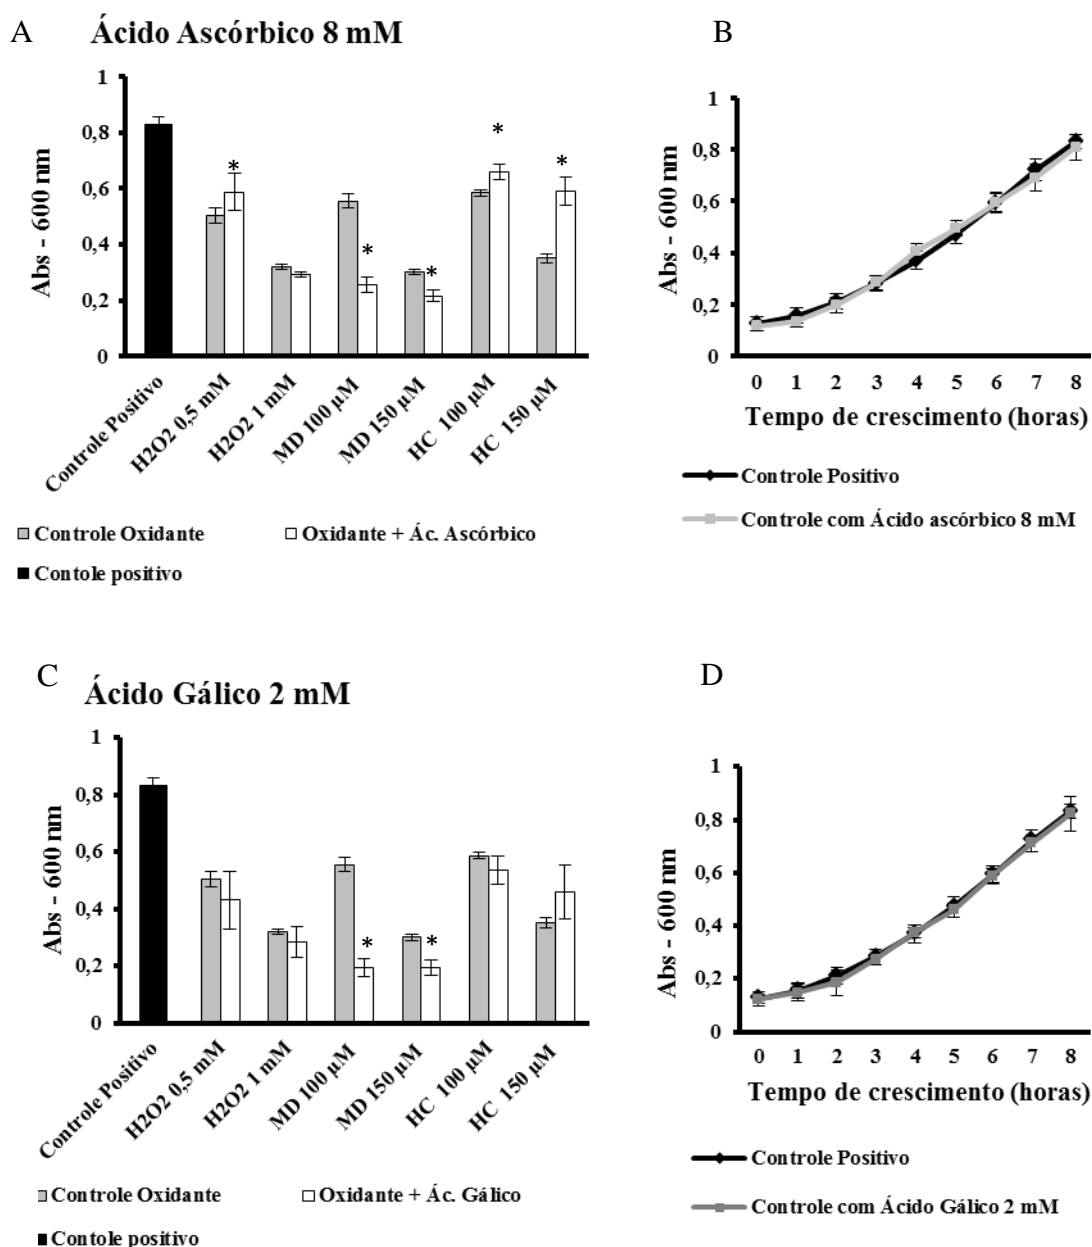 A
Ácido Ascórbico 8 mM
Abs - 600 nm
1
0,8
0,6
0,4
0,2
0
*
*
*
*
*
Controle Positivo
H2O2 0,5 mM
H2O2 1 mM
MD 100 µM
MD 150 µM
HC 100 µM
HC 150 µM
Controle Oxidante
Oxidante + Ác. Ascórbico
Contole positivo
B
Abs - 600 nm
1
0,8
0,6
0,4
0,2
0
0 1 2 3 4 5 6 7 8
Tempo de crescimento (horas)
Controle Positivo
Controle com Ácido ascórbico 8 mM
C
Ácido Gálico 2 mM
Abs - 600 nm
1
0,8
0,6
0,4
0,2
0
*
*
Controle Positivo
H2O2 0,5 mM
H2O2 1 mM
MD 100 µM
MD 150 µM
HC 100 µM
HC 150 µM
Controle Oxidante
Oxidante + Ác. Gálico
Contole positivo
D
Abs - 600 nm
1
0,8
0,6
0,4
0,2
0
0 1 2 3 4 5 6 7 8
Tempo de crescimento (horas)
Controle Positivo
Controle com Ácido Gálico 2 mM